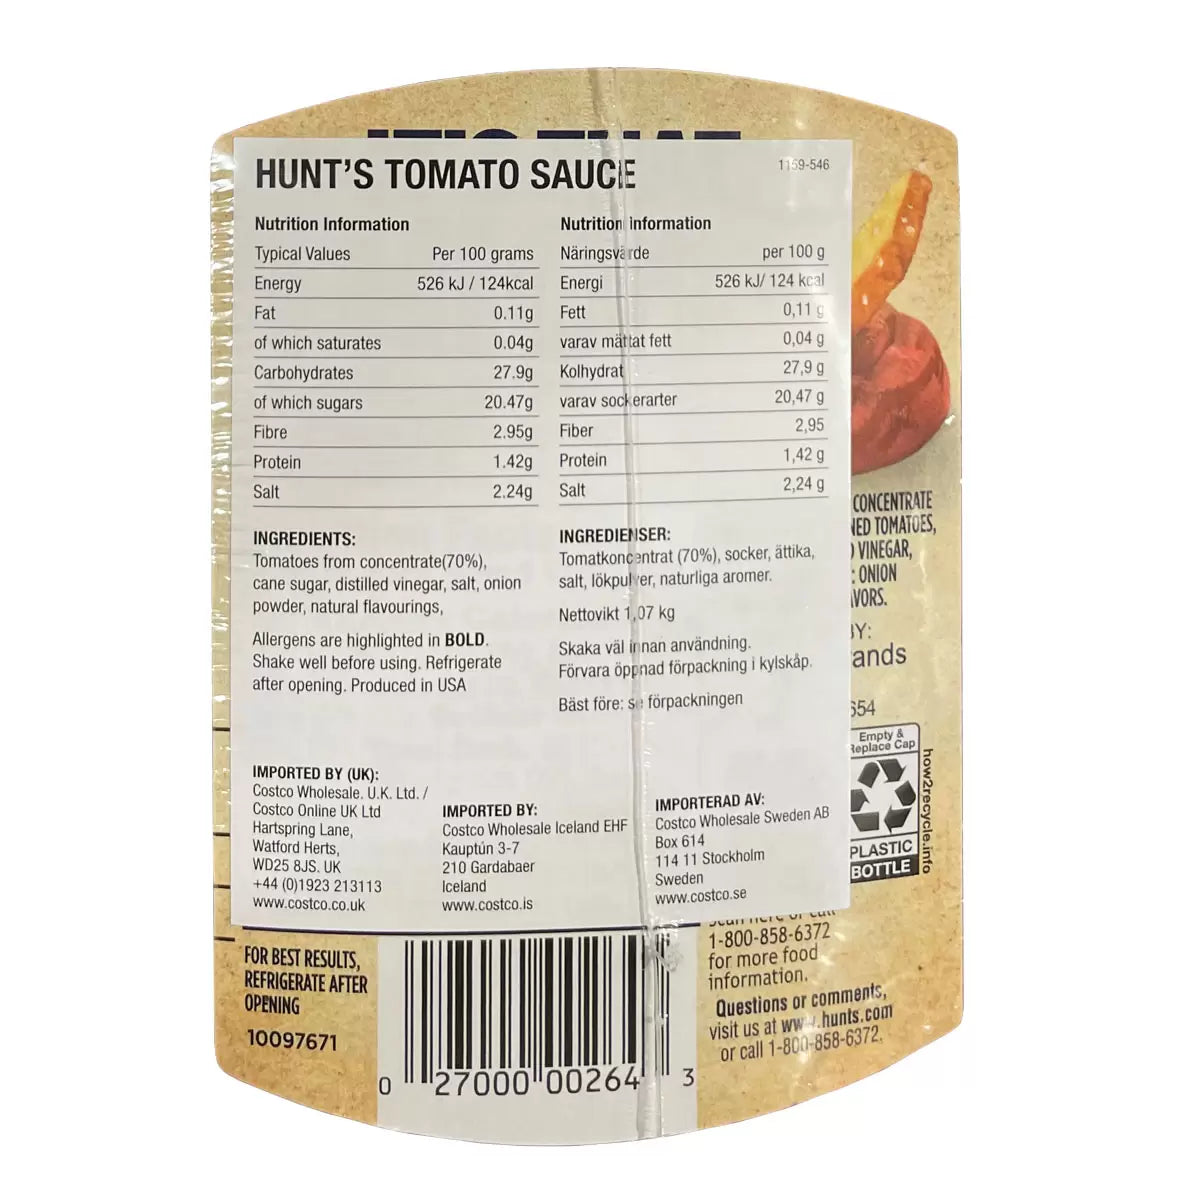 HUNT'S TOMATO SAUCE
1159-546
Nutrition Information
Typical Values Per 100 grams
Energy 526 kJ / 124kcal
Fat 0.11g
of which saturates 0.04g
Carbohydrates 27.9g
of which sugars 20.47g
Fibre 2.95g
Protein 1.42g
Salt 2.24g
INGREDIENTS:
Tomatoes from concentrate(70%),
cane sugar, distilled vinegar, salt, onion
powder, natural flavourings,
Allergens are highlighted in BOLD.
Shake well before using. Refrigerate
after opening. Produced in USA
Nutrition Information
Näringsvärde per 100 g
Energi 526 kJ/ 124 kcal
Fett 0,11 g
varav mättat fett 0,04 g
Kolhydrat 27,9 g
varav sockerarter 20,47 g
Fiber 2,95
Protein 1,42 g
Salt 2,24 g
INGREDIENSER:
Tomatkoncentrat (70%), socker, ättika,
salt, lökpulver, naturliga aromer.
Nettovikt 1,07 kg
Skaka väl innan användning.
Förvara öppnad förpackning i kylskåp.
Bäst före: se förpackningen
IMPORTED BY (UK):
Costco Wholesale. U.K. Ltd. /
Costco Online UK Ltd
Hartspring Lane,
Watford Herts,
WD25 8JS. UK
+44 (0)1923 213113
www.costco.co.uk
IMPORTED BY:
Costco Wholesale Iceland EHF
Kauptún 3-7
210 Gardabaer
Iceland
www.costco.is
IMPORTERAD AV:
Costco Wholesale Sweden AB
Box 614
114 11 Stockholm
Sweden
www.costco.se
CONCENTRATE
NED TOMATOES,
VINEGAR,
ONION
VORS.
BY:
ands
654
Empty &
Replace Cap
PLASTIC
BOTTLE
how2recycle.info
FOR BEST RESULTS,
REFRIGERATE AFTER
OPENING
10097671
0 27000 00264 3
1-800-858-6372
for more food
information.
Questions or comments,
visit us at www.hunts.com
or call 1-800-858-6372.